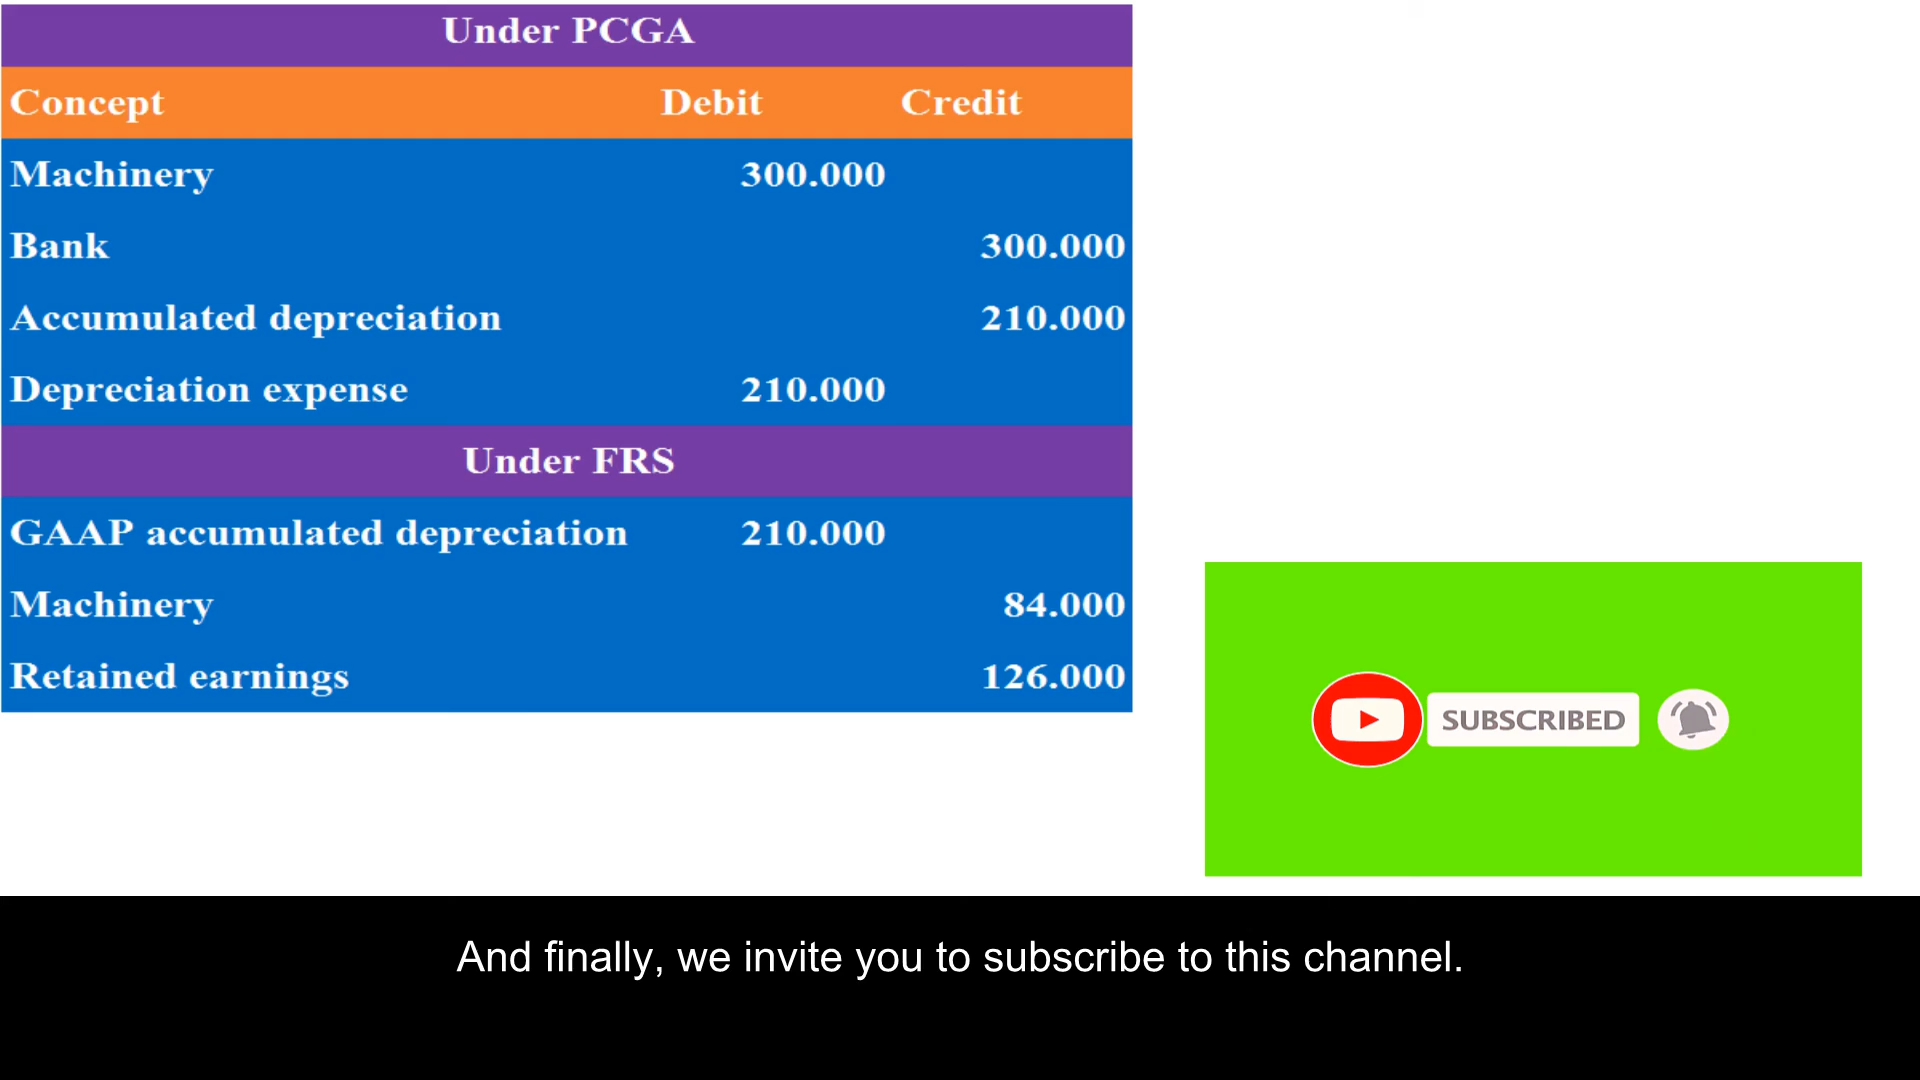 Under PCGA
Concept Debit Credit
Machinery 300.000
Bank 300.000
Accumulated depreciation 210.000
Depreciation expense 210.000
Under FRS
GAAP accumulated depreciation 210.000
Machinery 84.000
Retained earnings 126.000
SUBSCRIBED
And finally, we invite you to subscribe to this channel.